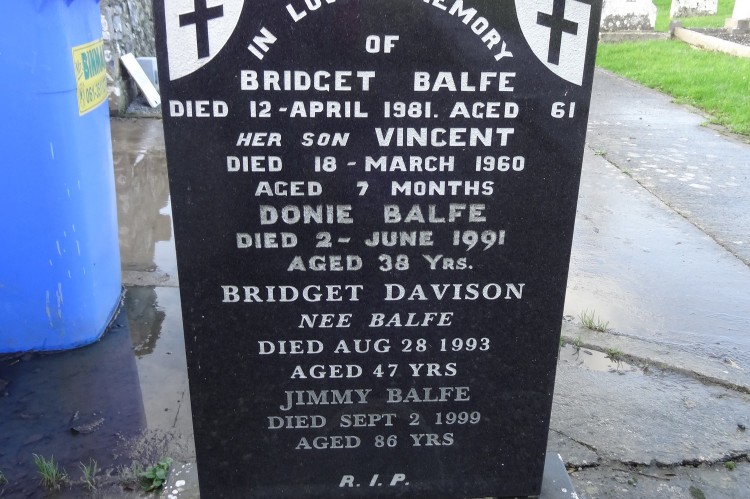 IN LOVING MEMORY
OF
BRIDGET BALFE
DIED 12-APRIL 1981. AGED 61
HER SON VINCENT
DIED 18-MARCH 1960
AGED 7 MONTHS
DONIE BALFE
DIED 2-JUNE 1991
AGED 38 YRS.
BRIDGET DAVISON
NEE BALFE
DIED AUG 28 1993
AGED 47 YRS
JIMMY BALFE
DIED SEPT 2 1999
AGED 86 YRS
R.I.P.